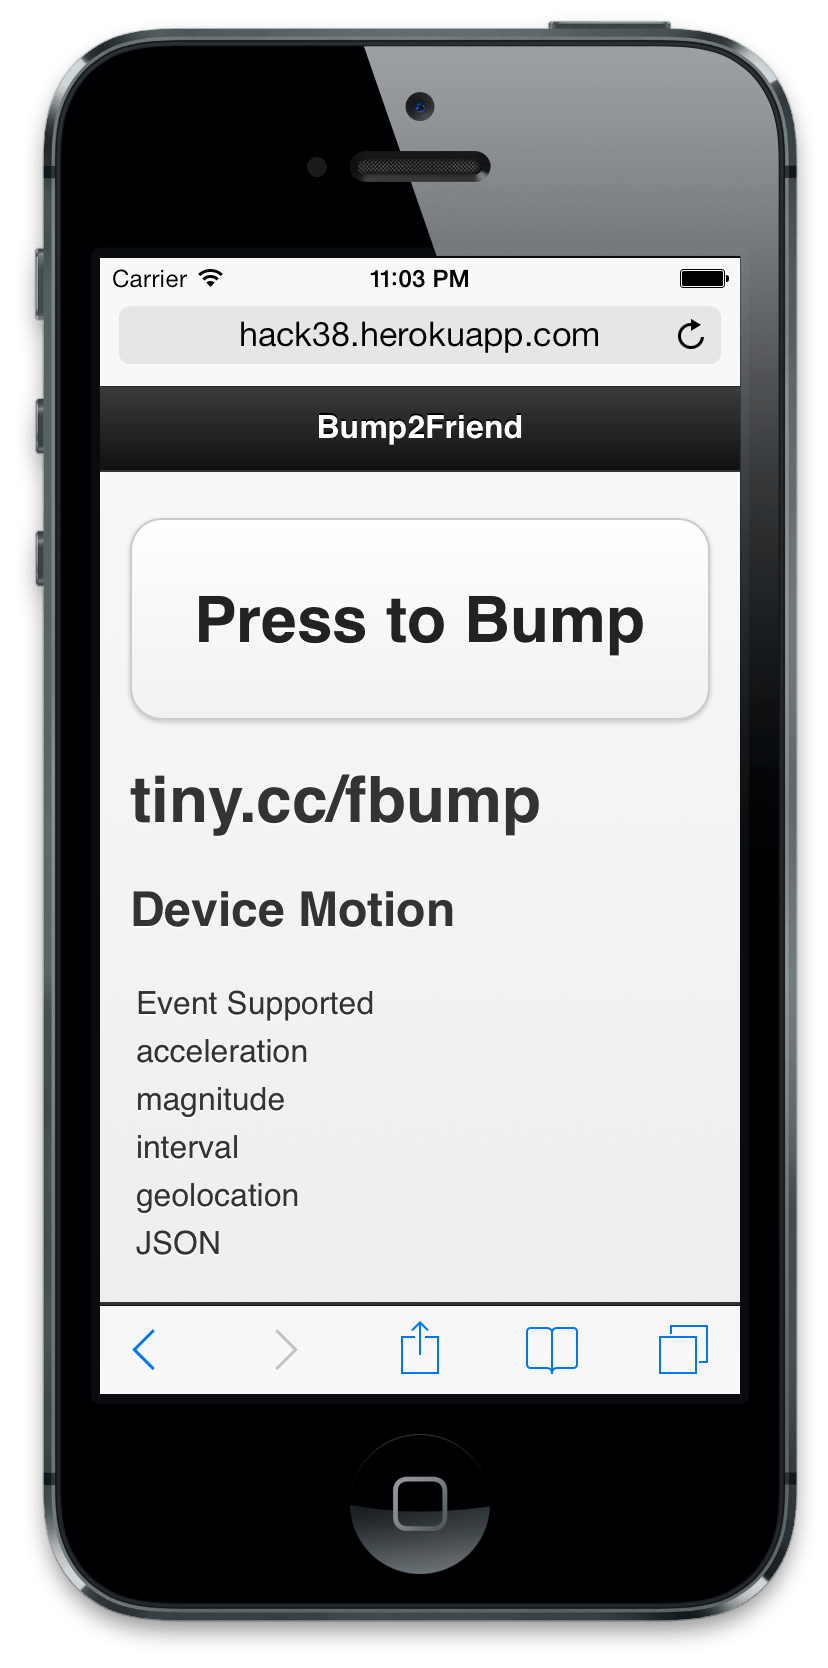 Carrier 11:03 PM
hack38.herokuapp.com
Bump2Friend
Press to Bump
tiny.cc/fbump
Device Motion
Event Supported
acceleration
magnitude
interval
geolocation
JSON